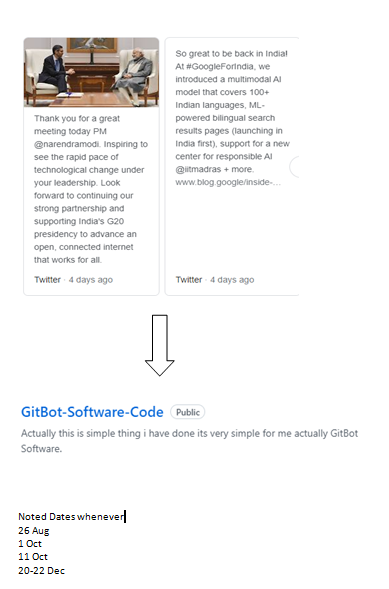 Thank you for a great
meeting today PM
@narendramodi. Inspiring to
see the rapid pace of
technological change under
your leadership. Look
forward to continuing our
strong partnership and
supporting India's G20
presidency to advance an
open, connected internet
that works for all.
Twitter · 4 days ago
So great to be back in India!
At #GoogleForIndia, we
introduced a multimodal AI
model that covers 100+
Indian languages, ML-
powered bilingual search
results pages (launching in
India first), support for a new
center for responsible AI
@iitmadras + more.
www.blog.google/inside-...
Twitter · 4 days ago
GitBot-Software-Code Public
Actually this is simple thing i have done its very simple for me actually GitBot
Software.
Noted Dates whenever
26 Aug
1 Oct
11 Oct
20-22 Dec